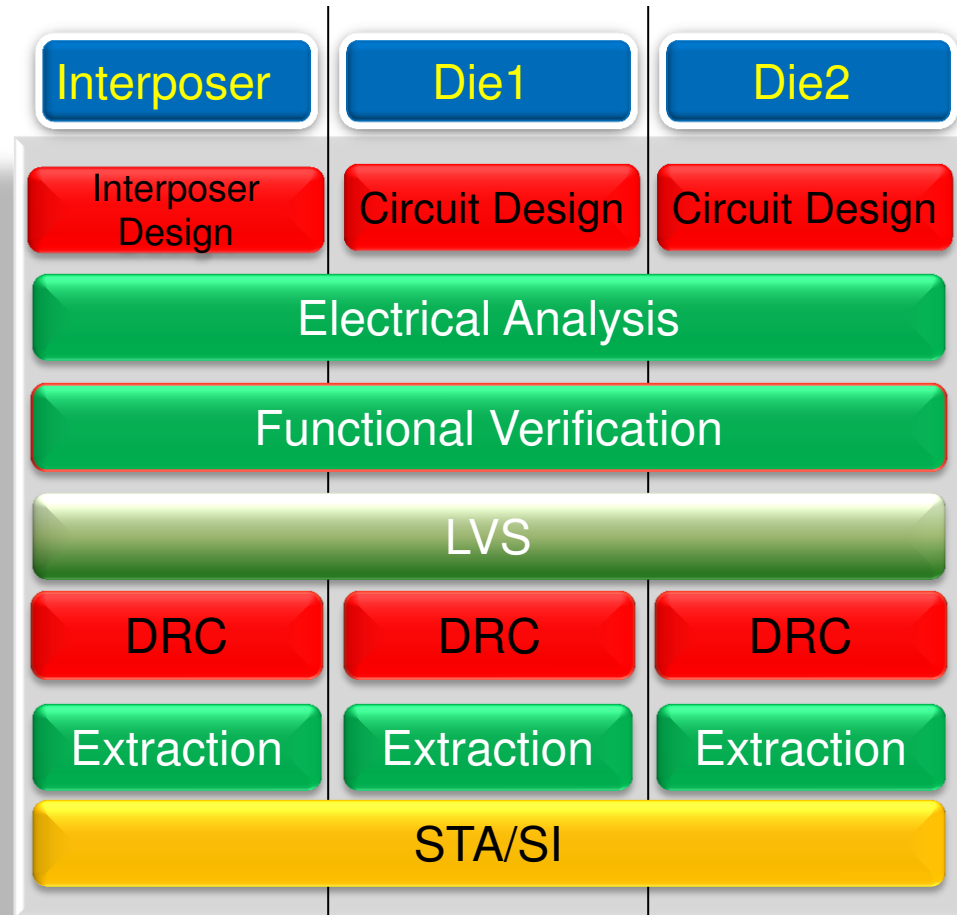 Interposer
Die1
Die2
Interposer
Design
Circuit Design
Circuit Design
Electrical Analysis
Functional Verification
LVS
DRC
DRC
DRC
Extraction
Extraction
Extraction
STA/SI